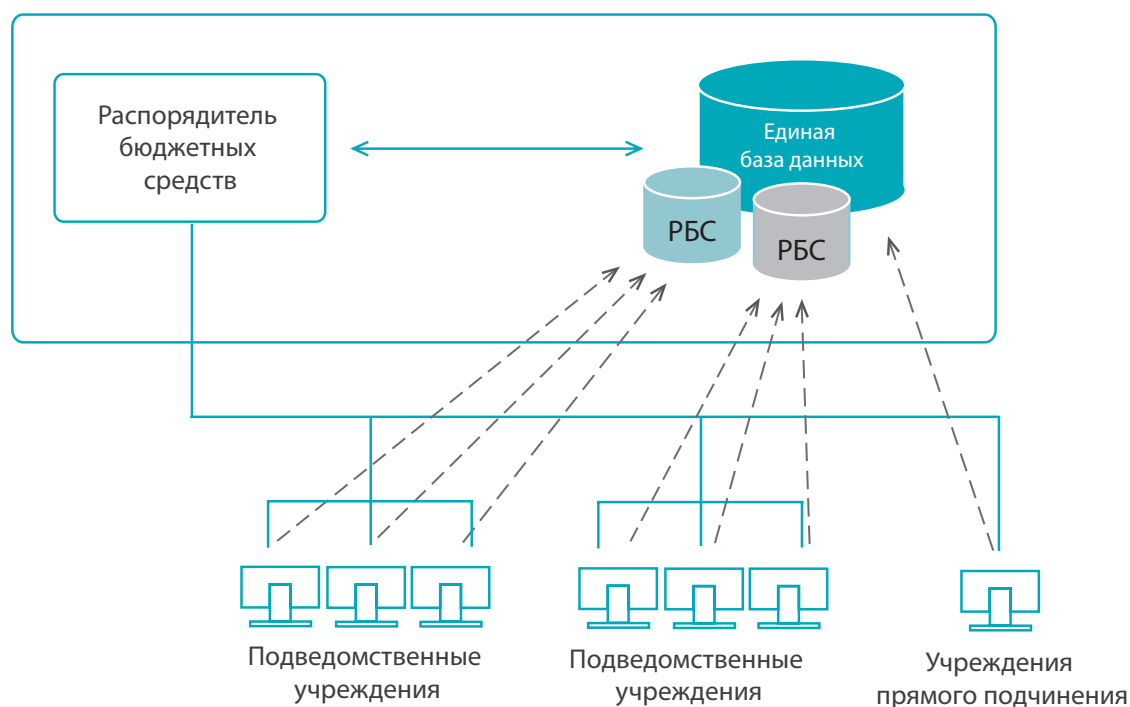 Распорядитель
бюджетных
средств
Единая
база данных
РБС
РБС
Подведомственные
учреждения
Подведомственные
учреждения
Учреждения
прямого подчинения